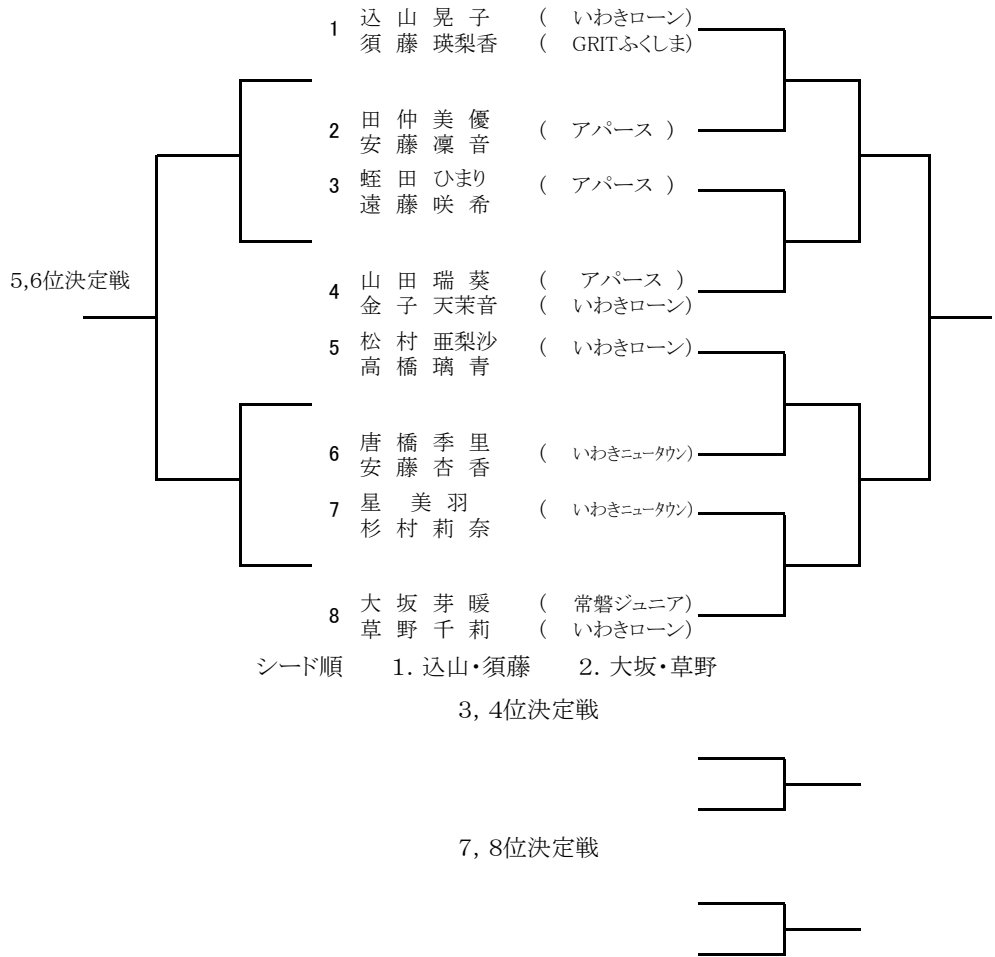 1 込 山 晃 子 ( いわきローン)
須 藤 瑛梨香 ( GRITふくしま)
2 田 仲 美 優 ( アパース )
安 藤 凜 音
3 蛭 田 ひまり ( アパース )
遠 藤 咲 希
5,6位決定戦
4 山 田 瑞 葵 ( アパース )
金 子 天茉音 ( いわきローン)
5 松 村 亜梨沙 ( いわきローン)
高 橋 璃 青
6 唐 橋 季 里 ( いわきニュータウン)
安 藤 杏 香
7 星 美 羽 ( いわきニュータウン)
杉 村 莉 奈
8 大 坂 芽 暖 ( 常磐ジュニア)
草 野 千 莉 ( いわきローン)
シード順 1. 込山・須藤 2. 大坂・草野
3, 4位決定戦
7, 8位決定戦